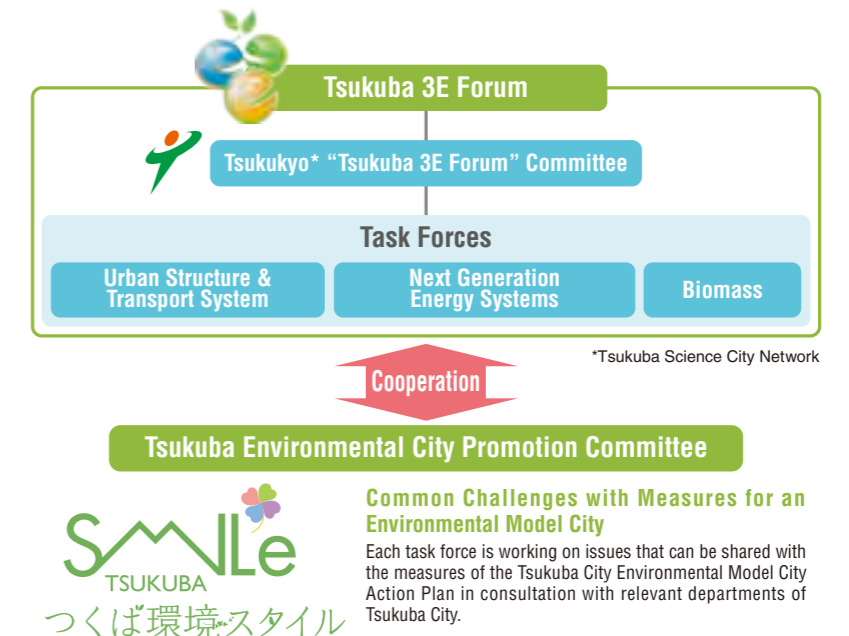 Tsukuba 3E Forum
Tsukukyo* “Tsukuba 3E Forum” Committee
Task Forces
Urban Structure &
Transport System
Next Generation
Energy Systems
Biomass
*Tsukuba Science City Network
Cooperation
Tsukuba Environmental City Promotion Committee
SMILe
TSUKUBA
つくば環境スタイル
Common Challenges with Measures for an
Environmental Model City
Each task force is working on issues that can be shared with
the measures of the Tsukuba City Environmental Model City
Action Plan in consultation with relevant departments of
Tsukuba City.